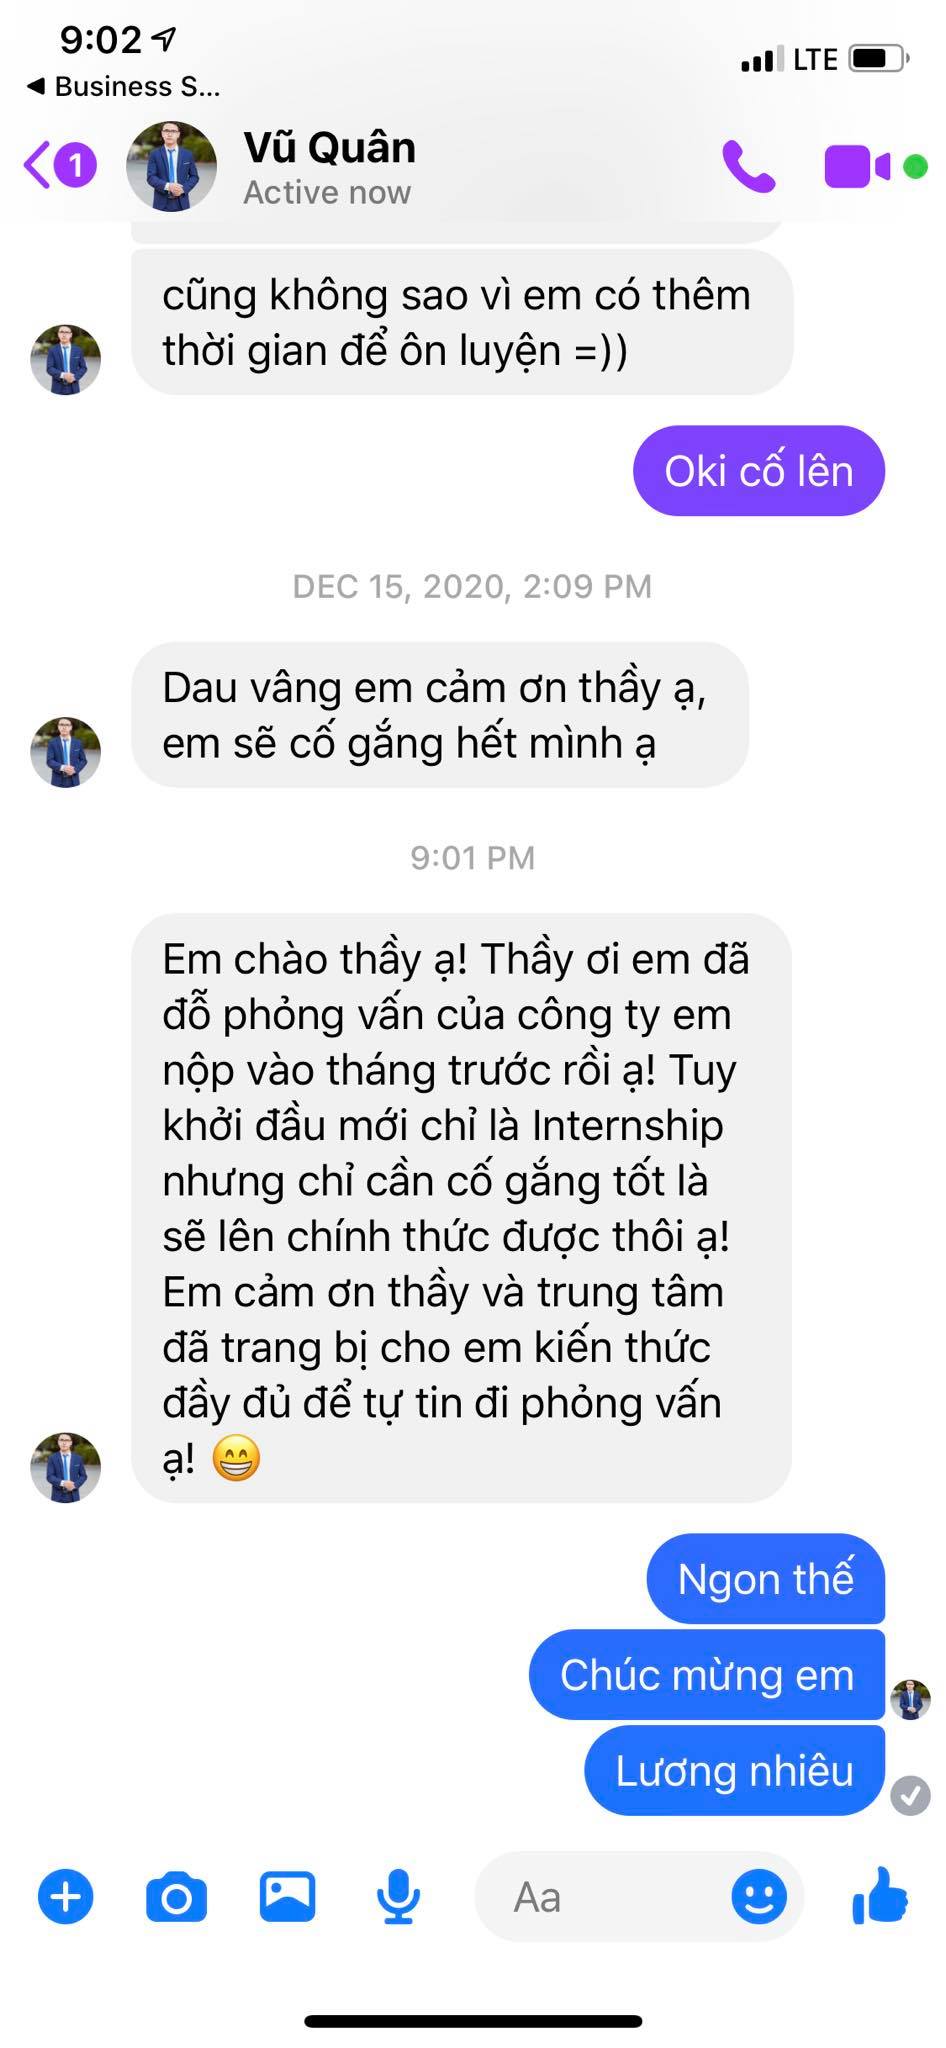 9:02
LTE
Business S...
1
Vũ Quân
Active now
cũng không sao vì em có thêm
thời gian để ôn luyện =))
Oki cố lên
DEC 15, 2020, 2:09 PM
Dau vâng em cảm ơn thầy ạ,
em sẽ cố gắng hết mình ạ
9:01 PM
Em chào thầy ạ! Thầy ơi em đã
đỗ phỏng vấn của công ty em
nộp vào tháng trước rồi ạ! Tuy
khởi đầu mới chỉ là Internship
nhưng chỉ cần cố gắng tốt là
sẽ lên chính thức được thôi ạ!
Em cảm ơn thầy và trung tâm
đã trang bị cho em kiến thức
đầy đủ để tự tin đi phỏng vấn
ạ! 😁
Ngon thế
Chúc mừng em
Lương nhiêu
Aa